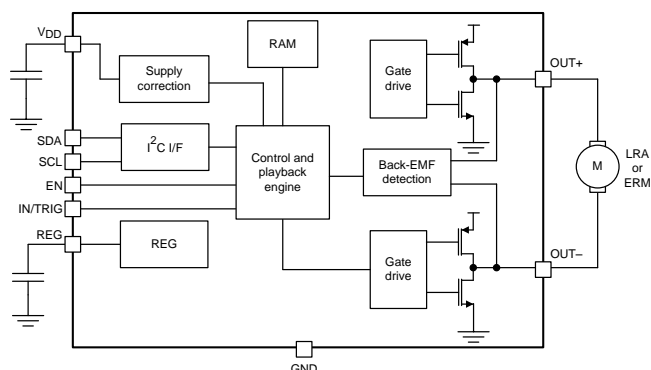 VDD
RAM
Supply
correction
Gate
drive
OUT+
SDA
SCL
I2C I/F
Control and
playback
engine
Back-EMF
detection
M
LRA
or
ERM
EN
IN/TRIG
REG
REG
Gate
drive
OUT–
GND